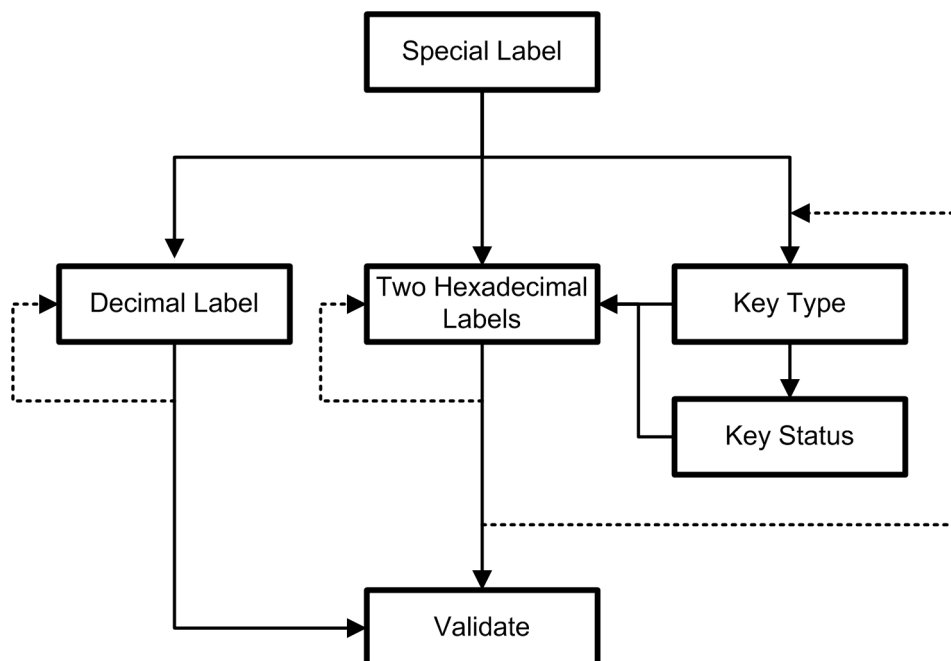 Special Label
Decimal Label
Two Hexadecimal
Labels
Key Type
Key Status
Validate